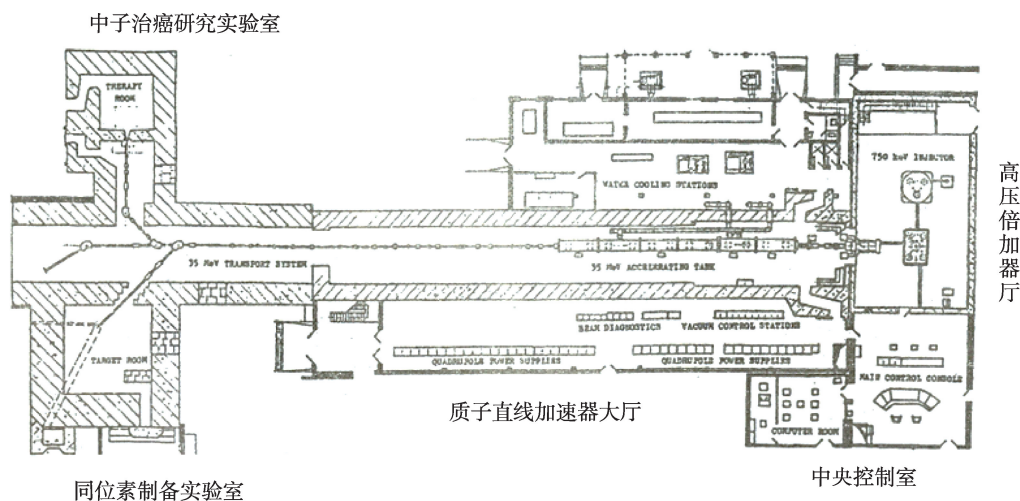 中子治癌研究实验室
THERAPY
ROOM
750 keV INJECTOR
高压倍加器厅
WATER COOLING STATIONS
35 MeV TRANSPORT SYSTEM
35 MeV ACCELERATING TANK
BEAM DIAGNOSTICS
VACUUM CONTROL STATIONS
TARGET ROOM
QUADRUPOLE POWER SUPPLIES
QUADRUPOLE POWER SUPPLIES
MAIN CONTROL CONSOLE
质子直线加速器大厅
COMPUTER ROOM
中央控制室
同位素制备实验室